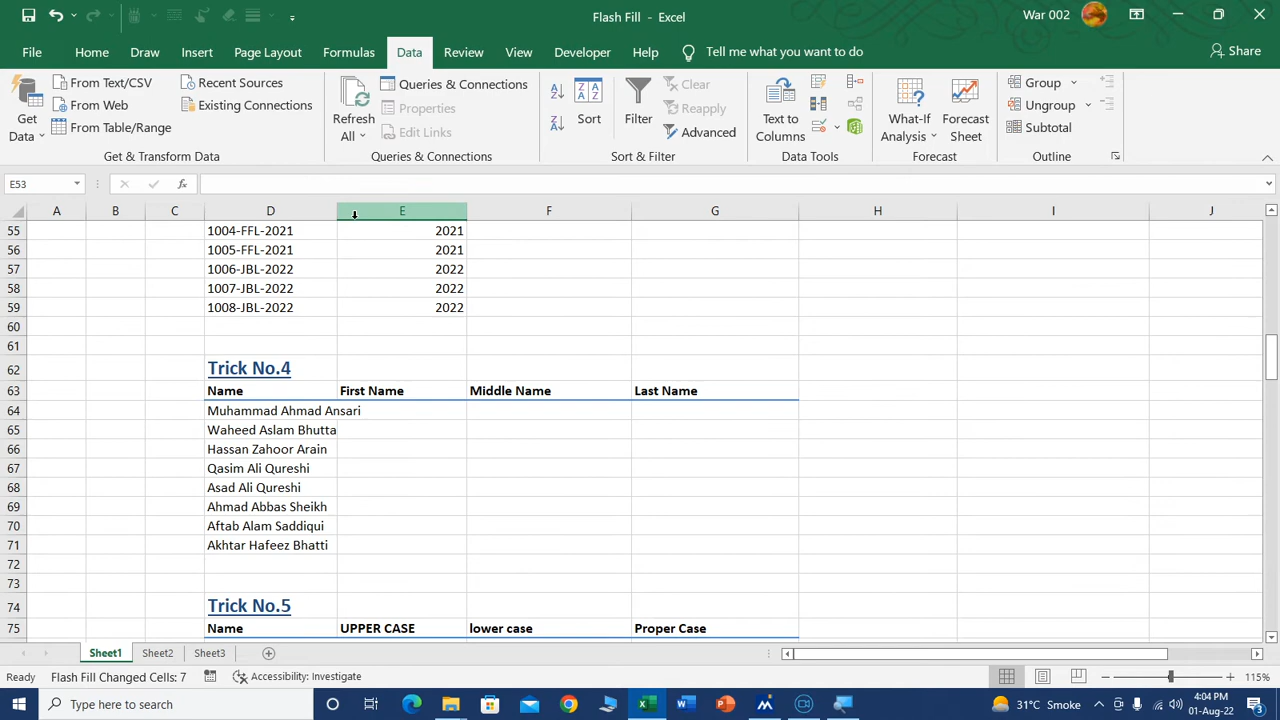 Flash Fill - Excel
War 002
File Home Draw Insert Page Layout Formulas Data Review View Developer Help Tell me what you want to do Share
Get Data
From Text/CSV
From Web
From Table/Range
Recent Sources
Existing Connections
Get & Transform Data
Refresh All
Queries & Connections
Properties
Edit Links
Queries & Connections
Sort
Filter
Clear
Reapply
Advanced
Sort & Filter
Text to Columns
Data Tools
What-If Analysis
Forecast Sheet
Forecast
Group
Ungroup
Subtotal
Outline
E53 fx
A B C D E F G H I J
55 1004-FFL-2021 2021
56 1005-FFL-2021 2021
57 1006-JBL-2022 2022
58 1007-JBL-2022 2022
59 1008-JBL-2022 2022
60
61
62 Trick No.4
63 Name First Name Middle Name Last Name
64 Muhammad Ahmad Ansari
65 Waheed Aslam Bhutta
66 Hassan Zahoor Arain
67 Qasim Ali Qureshi
68 Asad Ali Qureshi
69 Ahmad Abbas Sheikh
70 Aftab Alam Saddiqui
71 Akhtar Hafeez Bhatti
72
73
74 Trick No.5
75 Name UPPER CASE lower case Proper Case
Sheet1 Sheet2 Sheet3
Ready Flash Fill Changed Cells: 7 Accessibility: Investigate 115%
Type here to search 31°C Smoke 4:04 PM
01-Aug-22